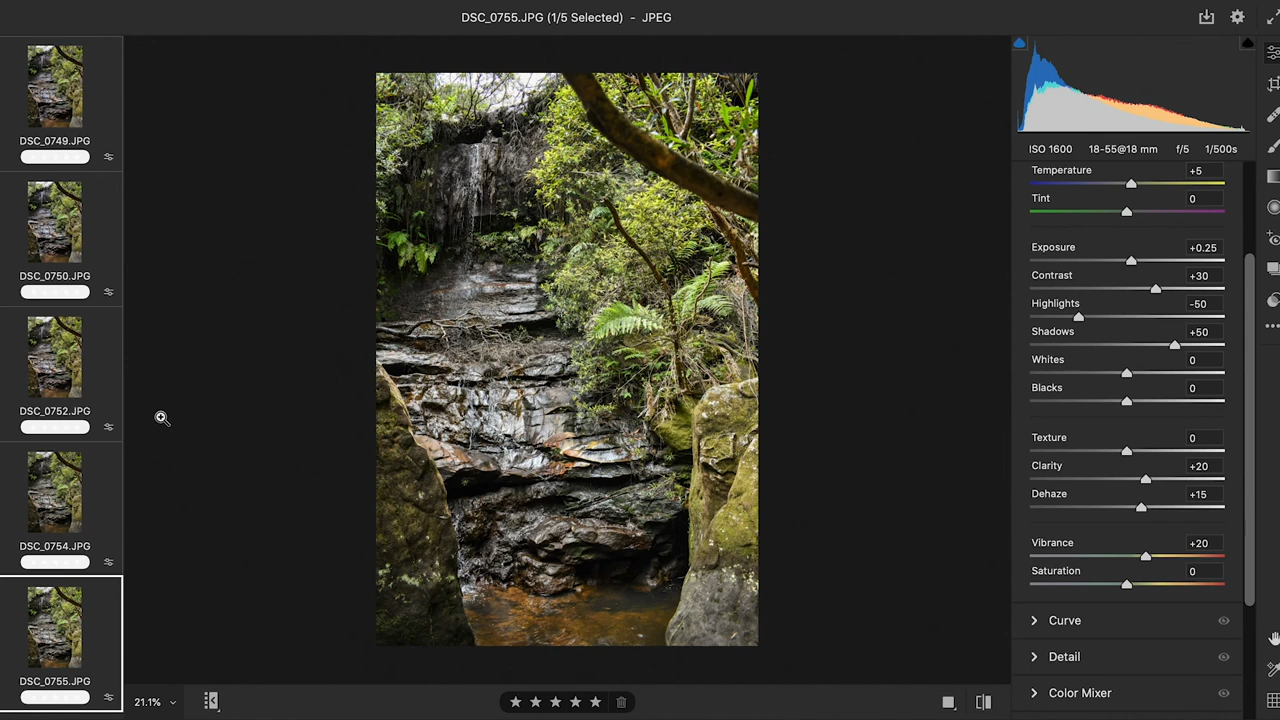 DSC_0755.JPG (1/5 Selected) - JPEG
DSC_0749.JPG
DSC_0750.JPG
DSC_0752.JPG
DSC_0754.JPG
DSC_0755.JPG
21.1%
ISO 1600 18-55@18 mm f/5 1/500s
Temperature +5
Tint 0
Exposure +0.25
Contrast +30
Highlights -50
Shadows +50
Whites 0
Blacks 0
Texture 0
Clarity +20
Dehaze +15
Vibrance +20
Saturation 0
Curve
Detail
Color Mixer